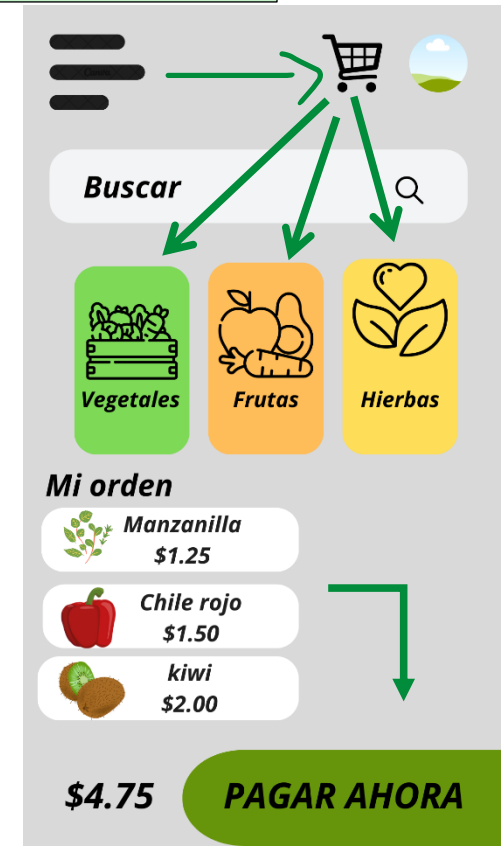 Buscar
Vegetales
Frutas
Hierbas
Mi orden
Manzanilla
$1.25
Chile rojo
$1.50
kiwi
$2.00
$4.75
PAGAR AHORA